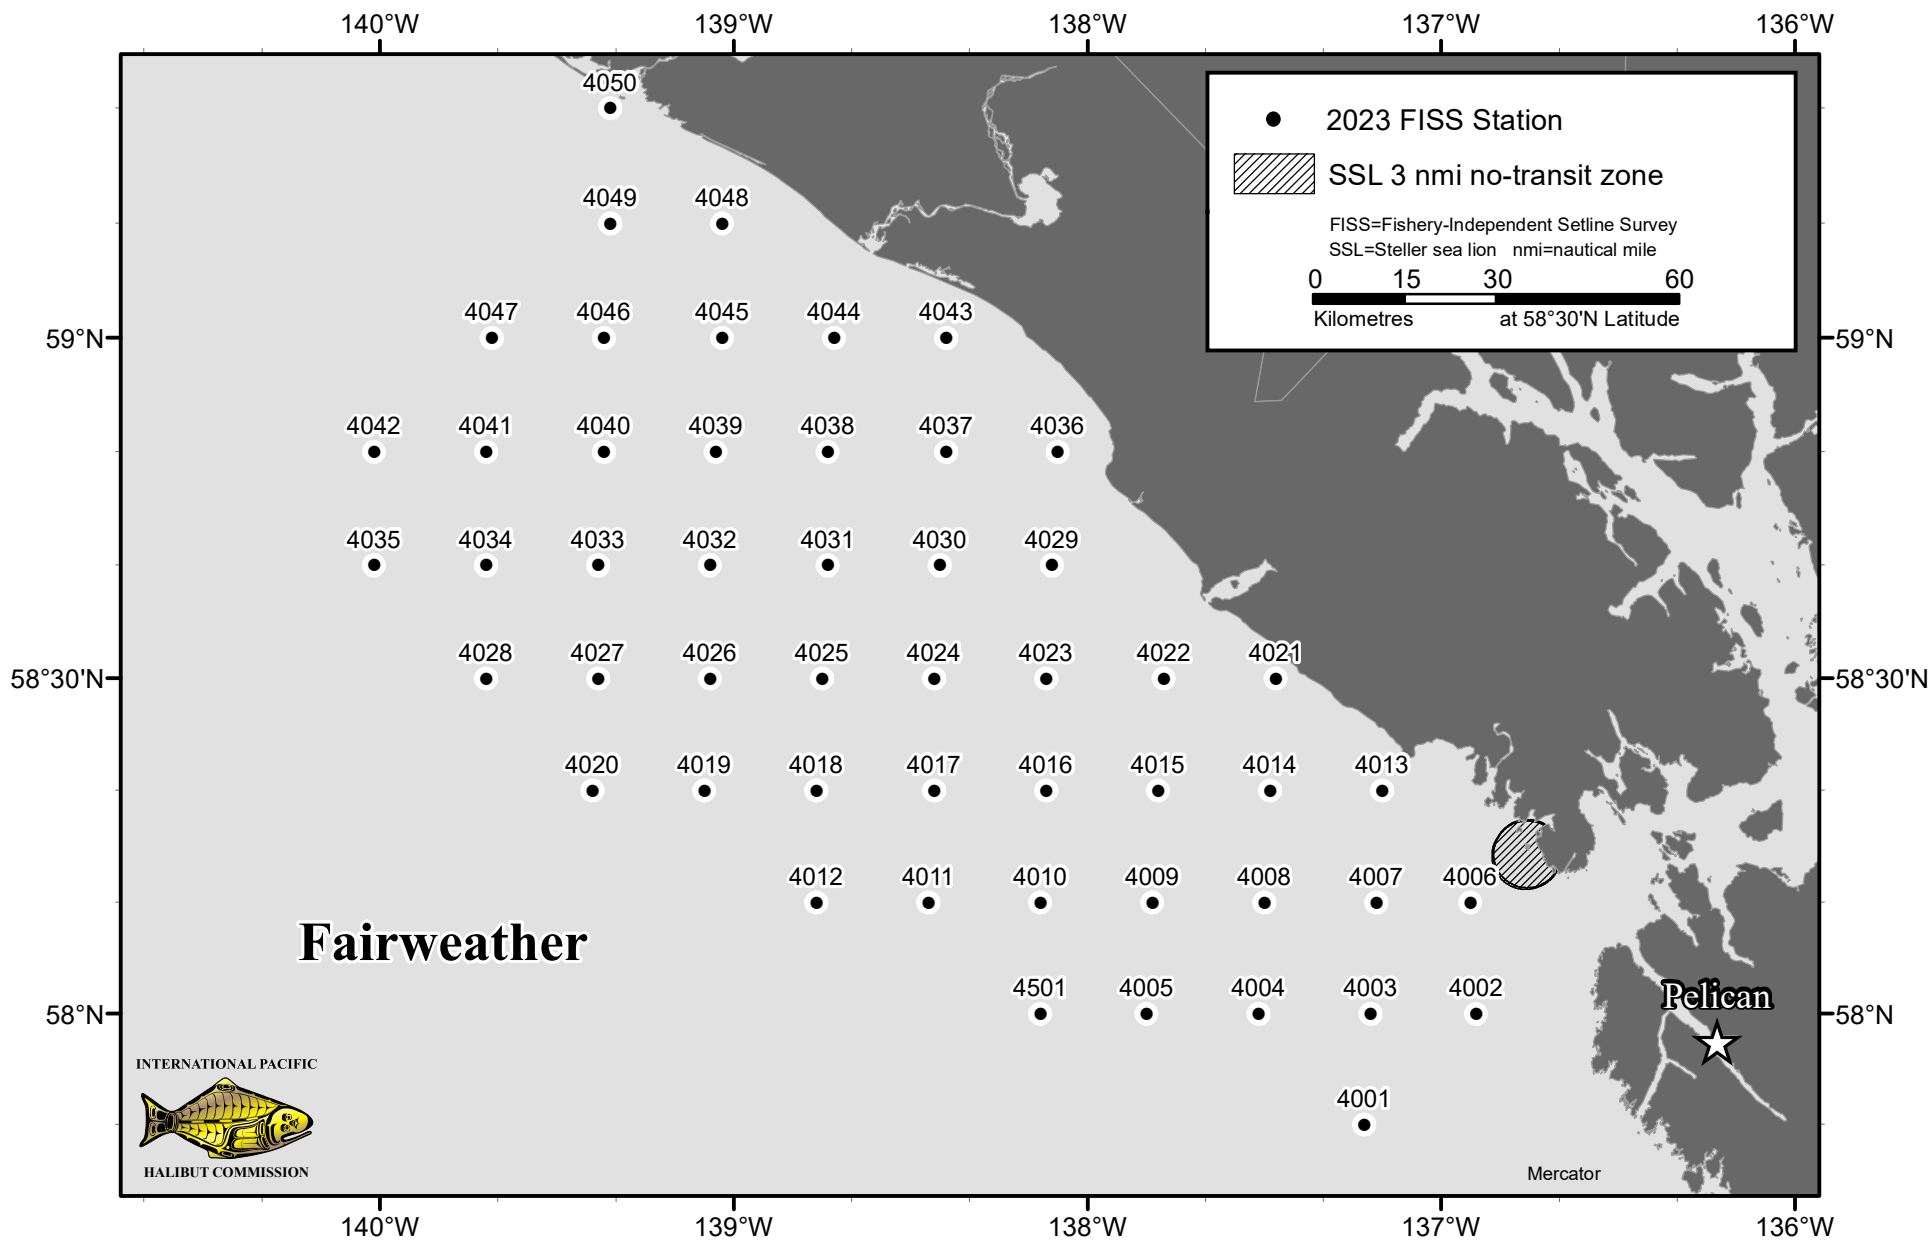 140°W 139°W 138°W 137°W 136°W
4050
2023 FISS Station
SSL 3 nmi no-transit zone
FISS=Fishery-Independent Setline Survey
SSL=Steller sea lion nmi=nautical mile
0 15 30 60
Kilometres at 58°30'N Latitude
4049 4048
4047 4046 4045 4044 4043
59°N 59°N
4042 4041 4040 4039 4038 4037 4036
4035 4034 4033 4032 4031 4030 4029
4028 4027 4026 4025 4024 4023 4022 4021
58°30'N 58°30'N
4020 4019 4018 4017 4016 4015 4014 4013
4012 4011 4010 4009 4008 4007 4006
Fairweather
4501 4005 4004 4003 4002
Pelican
58°N 58°N
INTERNATIONAL PACIFIC
HALIBUT COMMISSION
4001
Mercator
140°W 139°W 138°W 137°W 136°W